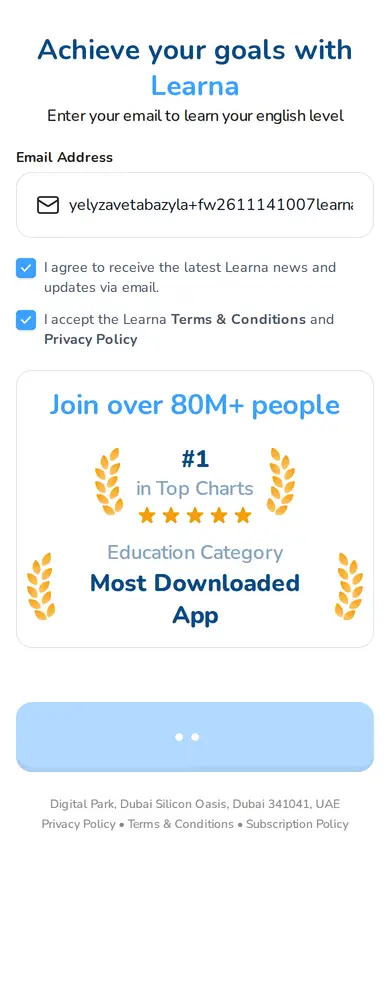 Achieve your goals with
Learna
Enter your email to learn your english level
Email Address
yelyzavetabazyla+fw2611141007learna
I agree to receive the latest Learna news and
updates via email.
I accept the Learna Terms & Conditions and
Privacy Policy
Join over 80M+ people
#1
in Top Charts
Education Category
Most Downloaded
App
Digital Park, Dubai Silicon Oasis, Dubai 341041, UAE
Privacy Policy • Terms & Conditions • Subscription Policy